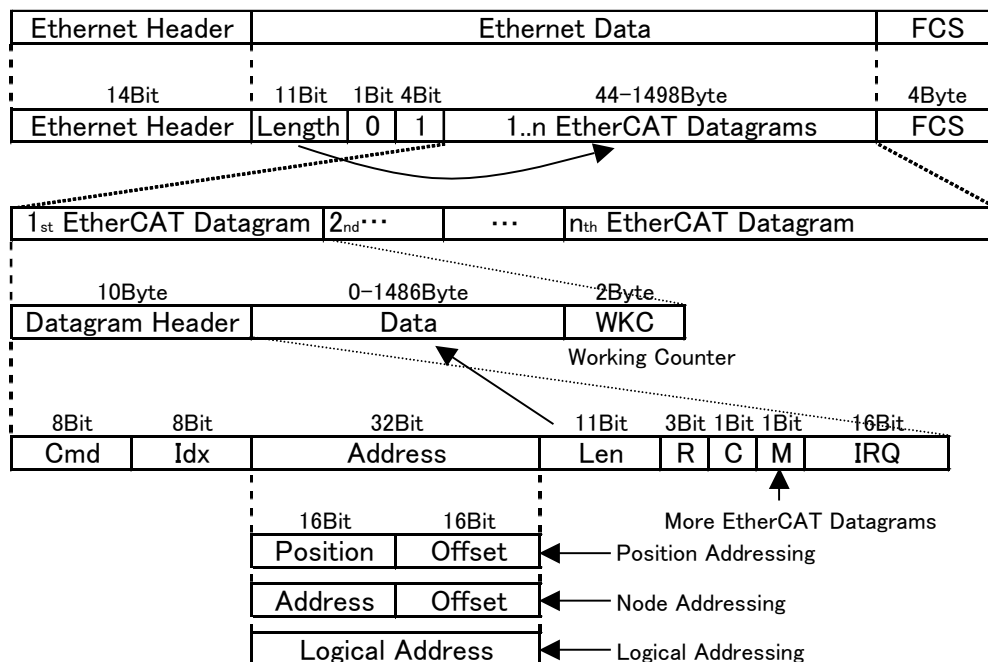 Ethernet Header Ethernet Data FCS
14Bit 11Bit 1Bit 4Bit 44-1498Byte 4Byte
Ethernet Header Length 0 1 1..n EtherCAT Datagrams FCS
1st EtherCAT Datagram 2nd··· ··· nth EtherCAT Datagram
10Byte 0-1486Byte 2Byte
Datagram Header Data WKC
Working Counter
8Bit 8Bit 32Bit 11Bit 3Bit 1Bit 1Bit 16Bit
Cmd Idx Address Len R C M IRQ
16Bit 16Bit More EtherCAT Datagrams
Position Offset Position Addressing
Address Offset Node Addressing
Logical Address Logical Addressing